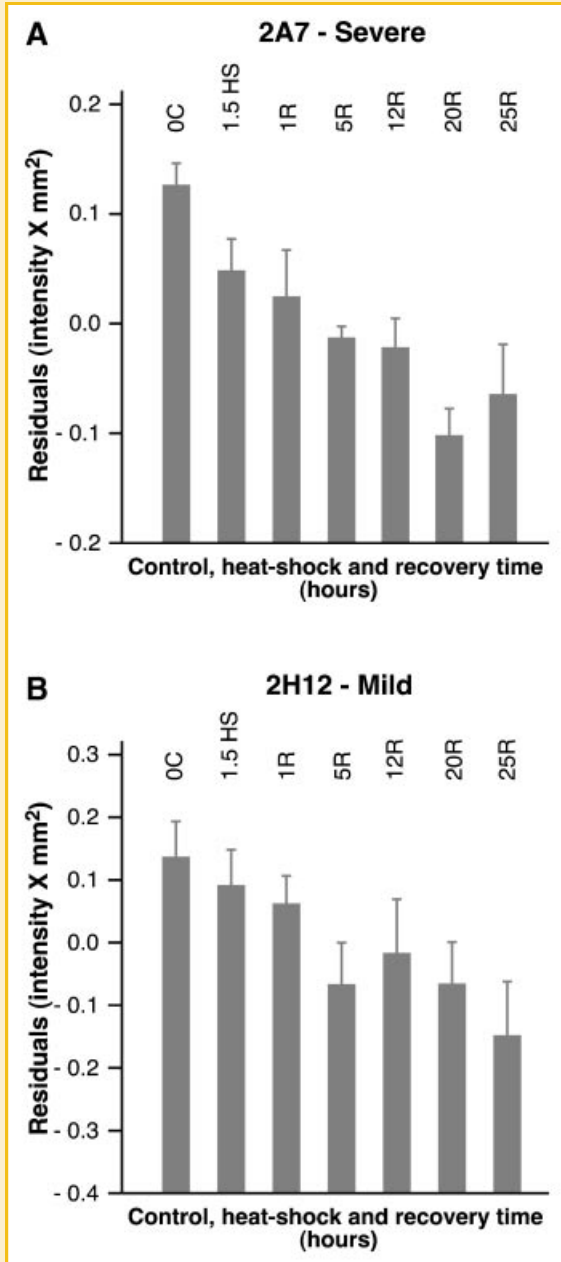 A
2A7 - Severe
0C
1.5 HS
1R
5R
12R
20R
25R
Residuals (intensity X mm²)
0.2
0.1
0.0
- 0.1
- 0.2
Control, heat-shock and recovery time
(hours)
B
2H12 - Mild
0C
1.5 HS
1R
5R
12R
20R
25R
Residuals (intensity X mm²)
0.3
0.2
0.1
0.0
- 0.1
- 0.2
- 0.3
- 0.4
Control, heat-shock and recovery time
(hours)